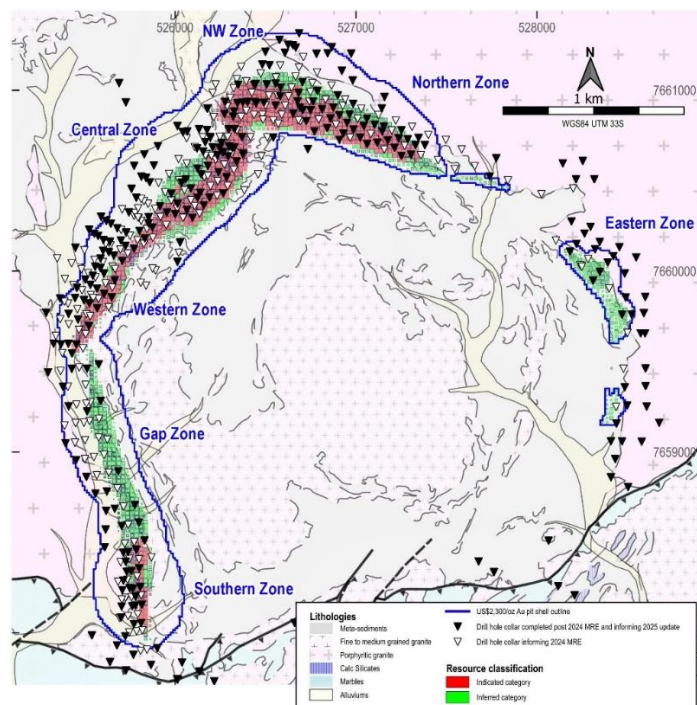 526000
527000
528000
NW Zone
N
Northern Zone
7661000
1 km
WGS84 UTM 33S
Central Zone
Eastern Zone
7660000
Western Zone
Gap Zone
7659000
Southern Zone
Lithologies
Meta-sediments
Fine to medium grained granite
Porphyritic granite
Calc Silicates
Marbles
Alluviums
US$2,300/oz Au pit shell outline
Drill hole collar completed post 2024 MRE and informing 2025 update
Drill hole collar informing 2024 MRE
Resource classification
Indicated category
Inferred category